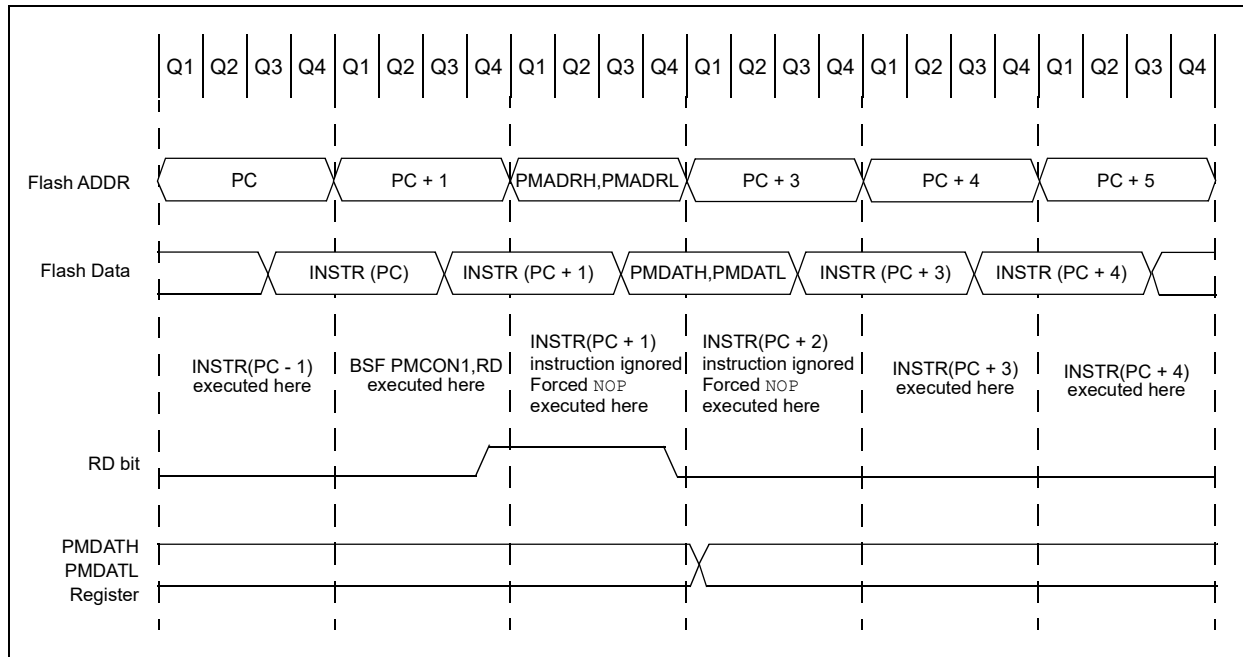 Q1 Q2 Q3 Q4 Q1 Q2 Q3 Q4 Q1 Q2 Q3 Q4 Q1 Q2 Q3 Q4 Q1 Q2 Q3 Q4 Q1 Q2 Q3 Q4
Flash ADDR PC PC + 1 PMADRH,PMADRL PC + 3 PC + 4 PC + 5
Flash Data INSTR (PC) INSTR (PC + 1) PMDATH,PMDATL INSTR (PC + 3) INSTR (PC + 4)
INSTR(PC - 1)
executed here
BSF PMCON1,RD
executed here
INSTR(PC + 1)
instruction ignored
Forced NOP
executed here
INSTR(PC + 2)
instruction ignored
Forced NOP
executed here
INSTR(PC + 3)
executed here
INSTR(PC + 4)
executed here
RD bit
PMDATH
PMDATL
Register